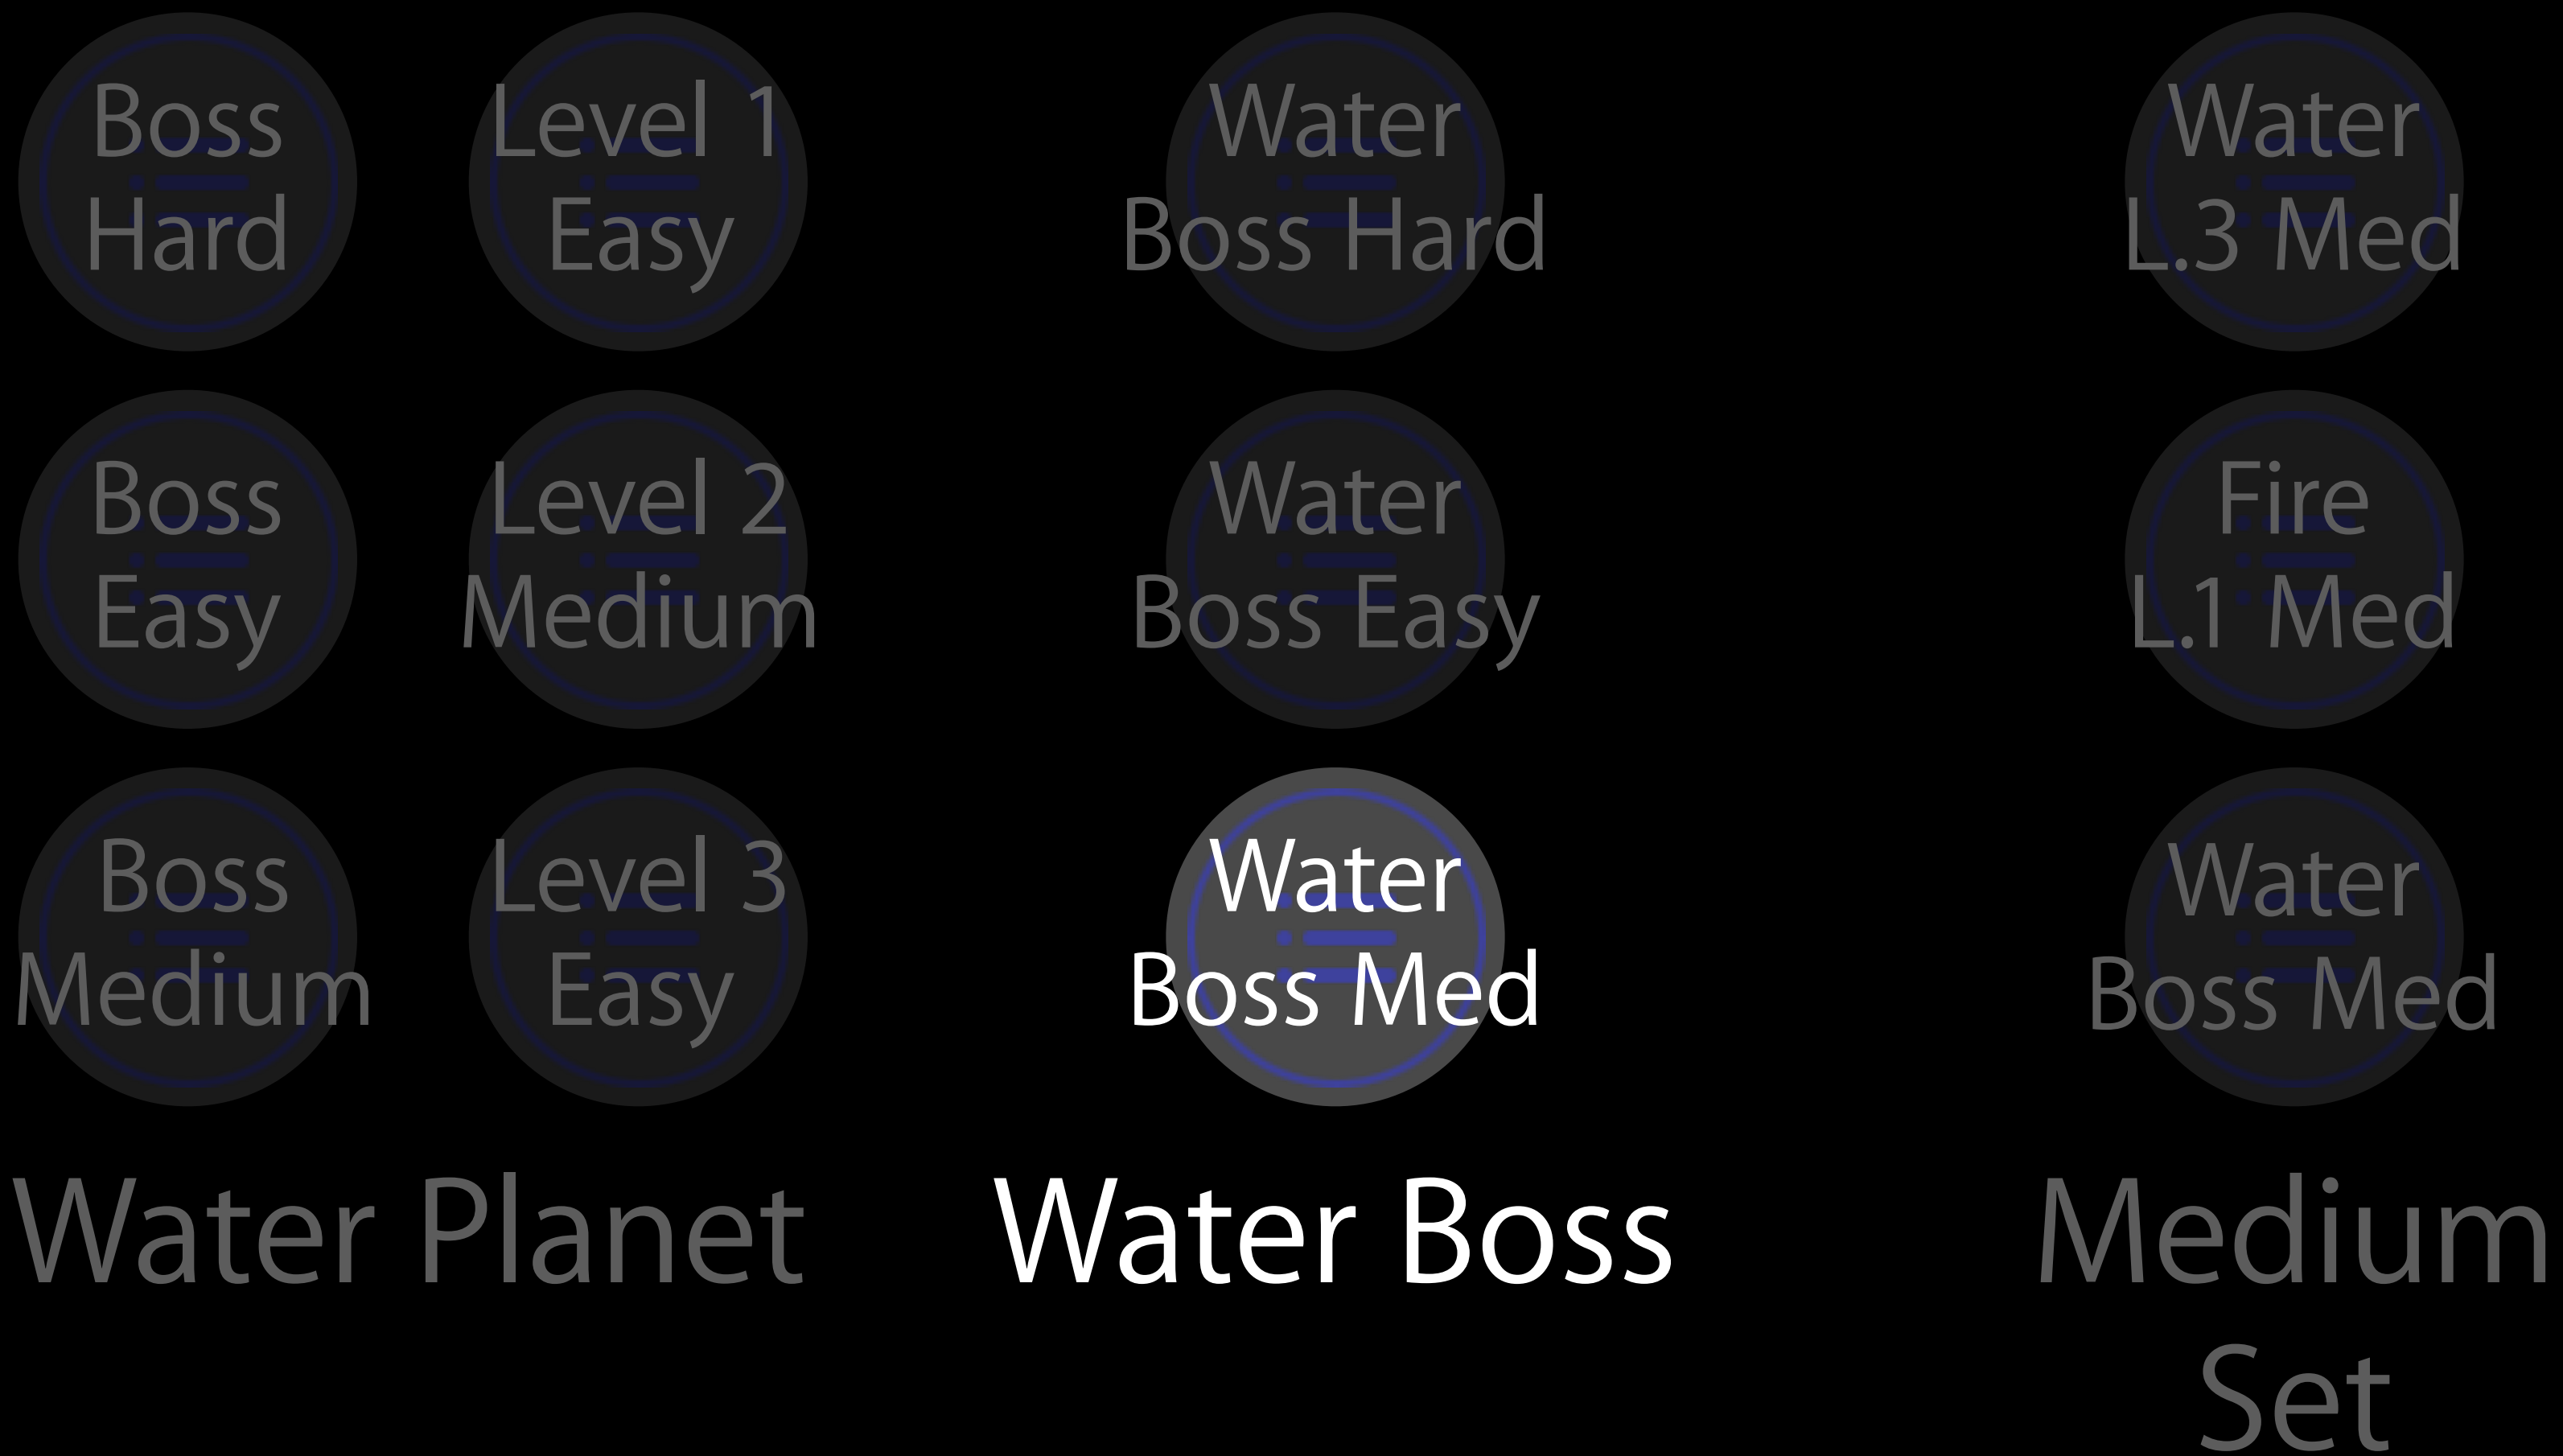 Boss
Hard
Level 1
Easy
Water
Boss Hard
Water
L.3 Med
Boss
Easy
Level 2
Medium
Water
Boss Easy
Fire
L.1 Med
Boss
Medium
Level 3
Easy
Water
Boss Med
Water
Boss Med
Water Planet
Water Boss
Medium
Set